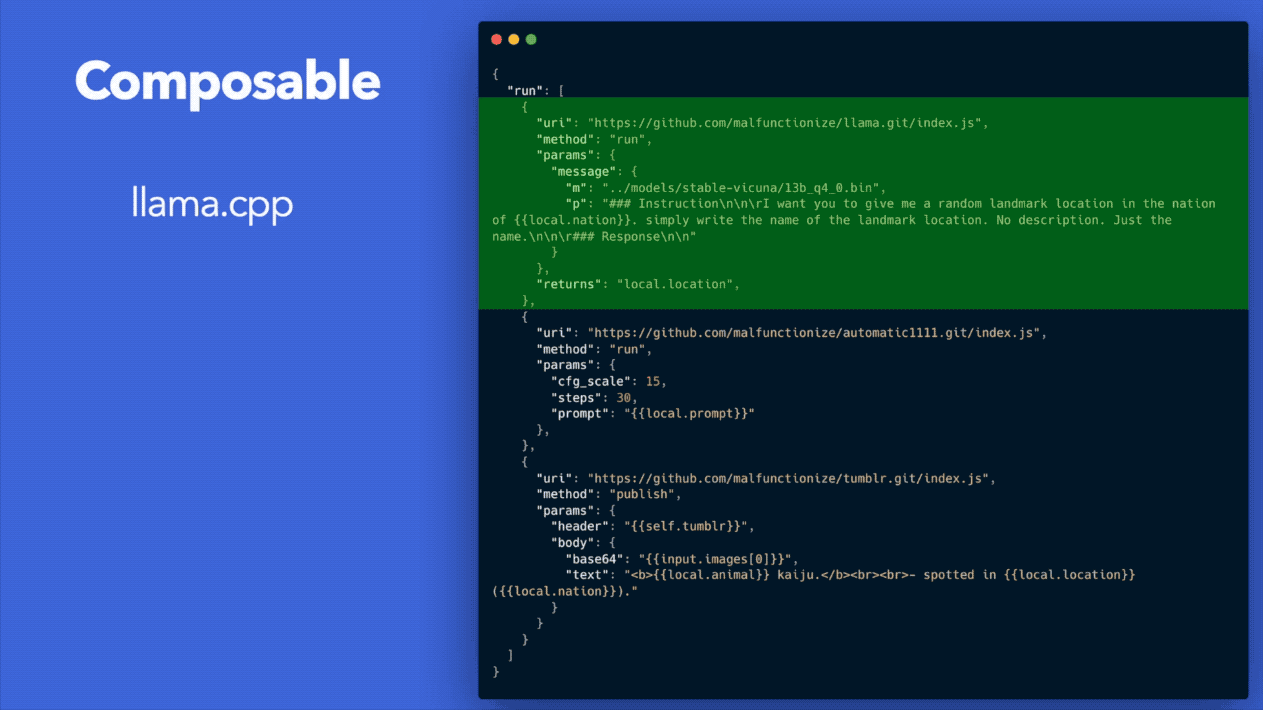 Composable
llama.cpp
{
  "run": [
    {
      "uri": "https://github.com/malfunctionize/llama.git/index.js",
      "method": "run",
      "params": {
        "message": {
          "m": "../models/stable-vicuna/13b_q4_0.bin",
          "p": "### Instruction\n\n\rI want you to give me a random landmark location in the nation
of {{local.nation}}. simply write the name of the landmark location. No description. Just the
name.\n\n\r### Response\n\n"
        }
      },
      "returns": "local.location",
    },
    {
      "uri": "https://github.com/malfunctionize/automatic1111.git/index.js",
      "method": "run",
      "params": {
        "cfg_scale": 15,
        "steps": 30,
        "prompt": "{{local.prompt}}"
      },
    },
    {
      "uri": "https://github.com/malfunctionize/tumblr.git/index.js",
      "method": "publish",
      "params": {
        "header": "{{self.tumblr}}",
        "body": {
          "base64": "{{input.images[0]}}",
          "text": "<b>{{local.animal}} kaiju.</b><br><br>- spotted in {{local.location}}
({{local.nation}})."
        }
      }
    }
  ]
}